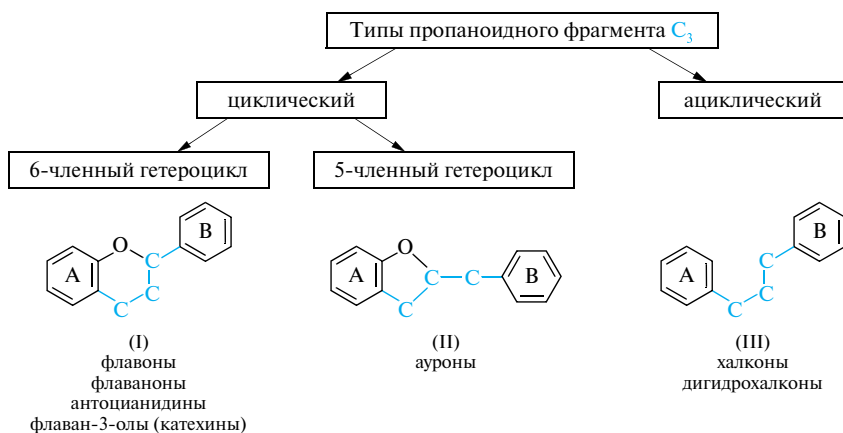 Типы пропаноидного фрагмента C₃
циклический
ациклический
6-членный гетероцикл
5-членный гетероцикл
A
O
C
C
C
B
(I)
флавоны
флаваноны
антоцианидины
флаван-3-олы (катехины)
A
O
C
C
C
B
(II)
ауроны
A
C
C
C
B
(III)
халконы
дигидрохалконы